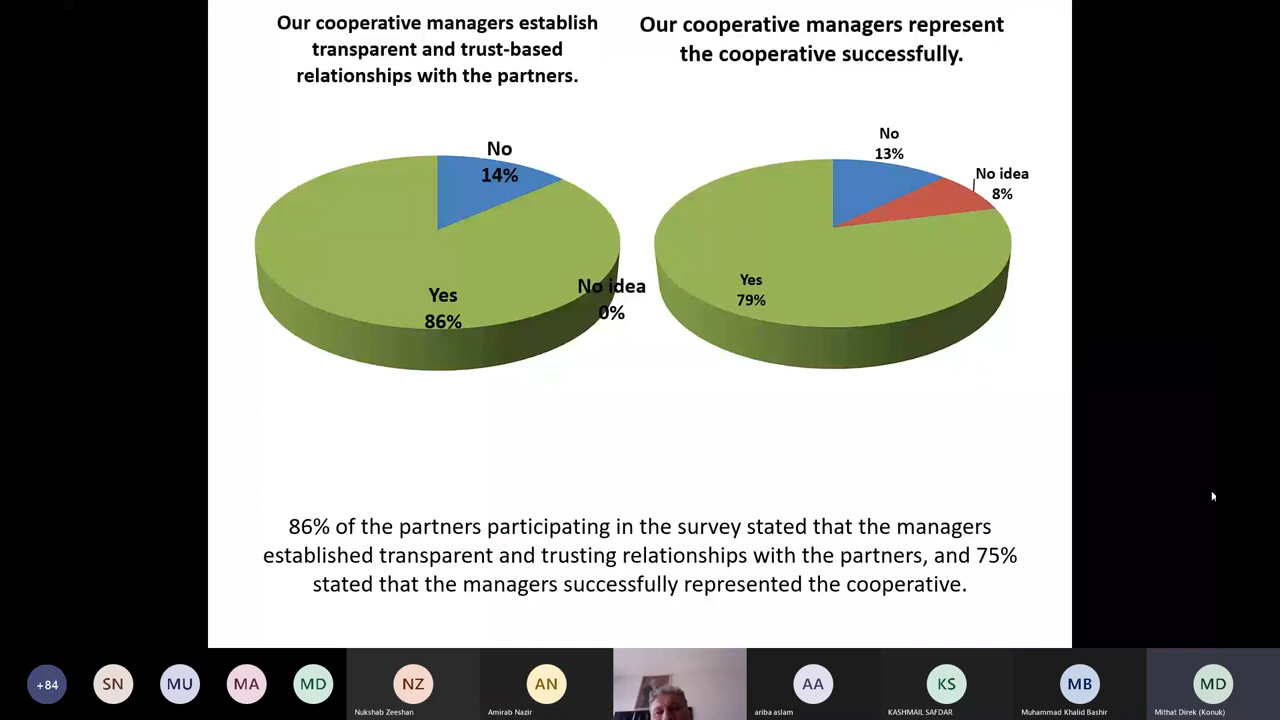 Our cooperative managers establish
transparent and trust-based
relationships with the partners.
Our cooperative managers represent
the cooperative successfully.
No
14%
Yes
86%
No idea
0%
No
13%
No idea
8%
Yes
79%
86% of the partners participating in the survey stated that the managers
established transparent and trusting relationships with the partners, and 75%
stated that the managers successfully represented the cooperative.
+84
SN
MU
MA
MD
NZ
Nukshab Zeeshan
AN
Amirab Nazir
AA
ariba aslam
KS
KASHMAIL SAFDAR
MB
Muhammad Khalid Bashir
MD
Mithat Direk (Konuk)